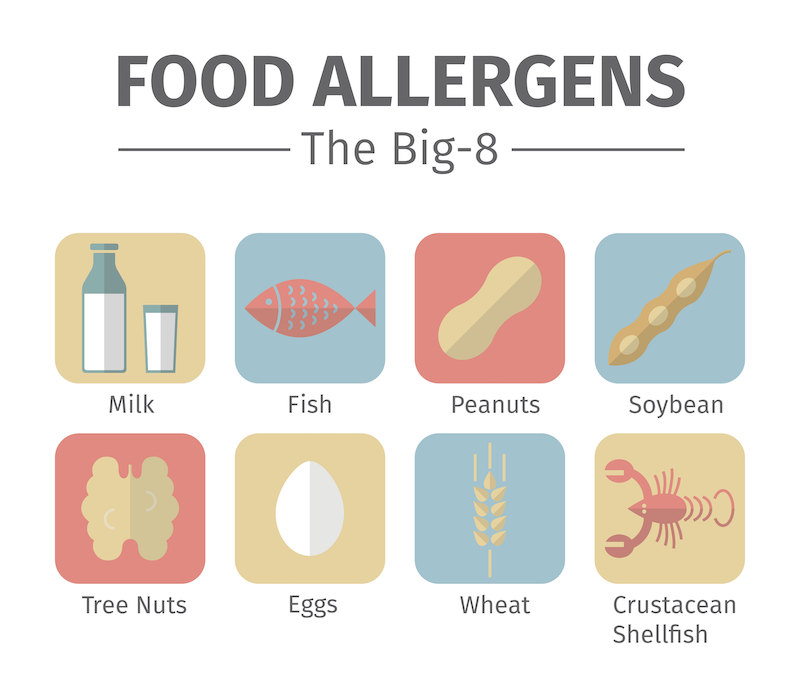 FOOD ALLERGENS
The Big-8
Milk
Fish
Peanuts
Soybean
Tree Nuts
Eggs
Wheat
Crustacean
Shellfish